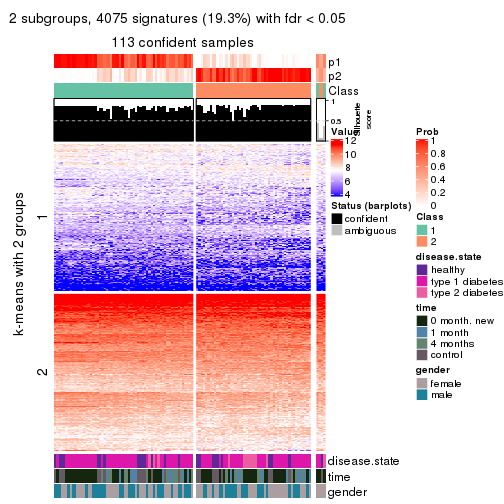 2 subgroups, 4075 signatures (19.3%) with fdr < 0.05
113 confident samples
p1
p2
Class
1
0.5
0
Silhouette
score
k-means with 2 groups
1
2
disease.state
time
gender
Value
12
10
8
6
4
Status (barplots)
confident
ambiguous
Prob
1
0.8
0.6
0.4
0.2
0
Class
1
2
disease.state
healthy
type 1 diabetes
type 2 diabetes
time
0 month. new
1 month
4 months
control
gender
female
male